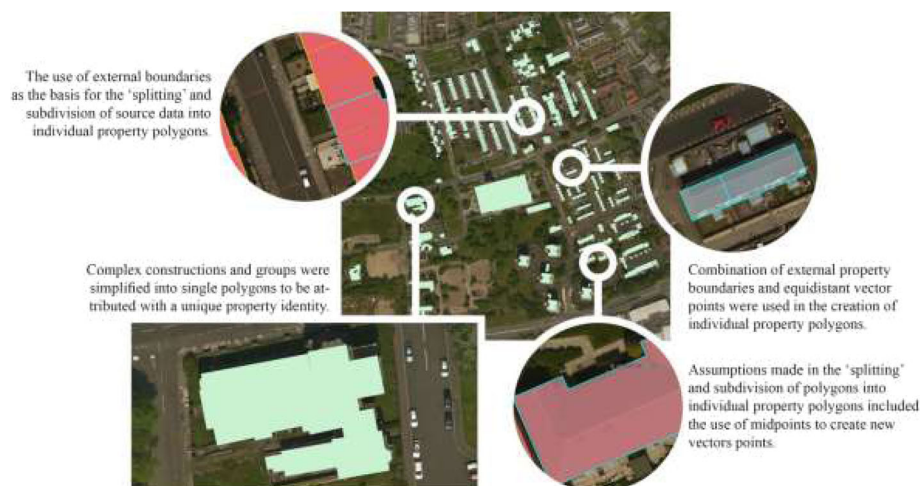 The use of external boundaries
as the basis for the ‘splitting’ and
subdivision of source data into
individual property polygons.
Complex constructions and groups were
simplified into single polygons to be at-
tributed with a unique property identity.
Combination of external property
boundaries and equidistant vector
points were used in the creation of
individual property polygons.
Assumptions made in the ‘splitting’
and subdivision of polygons into
individual property polygons included
the use of midpoints to create new
vectors points.